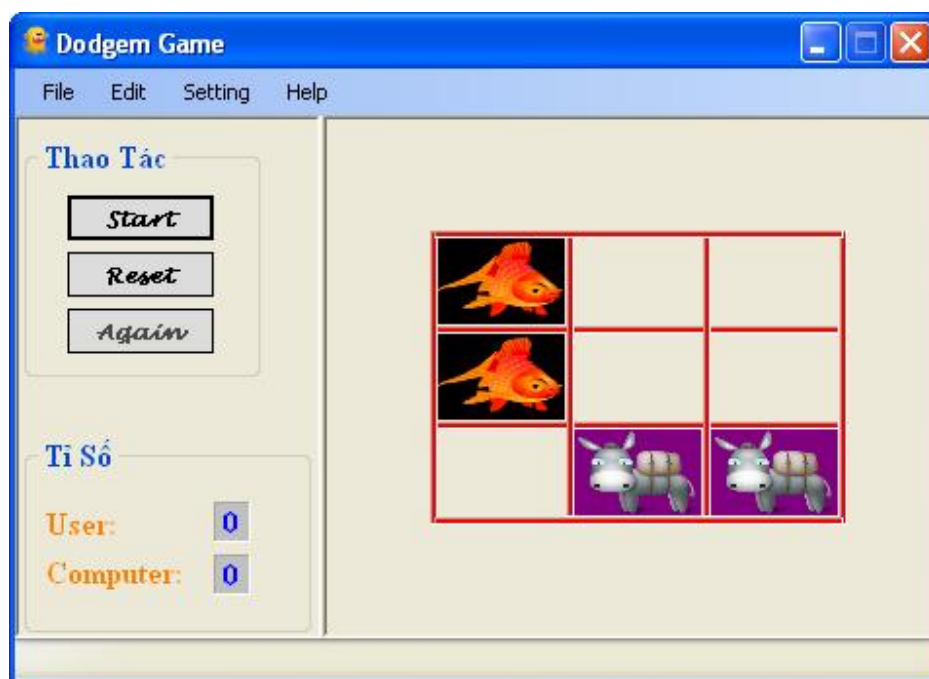 Dodgem Game
File Edit Setting Help
Thao Tác
Start
Reset
Again
Tỉ Số
User: 0
Computer: 0